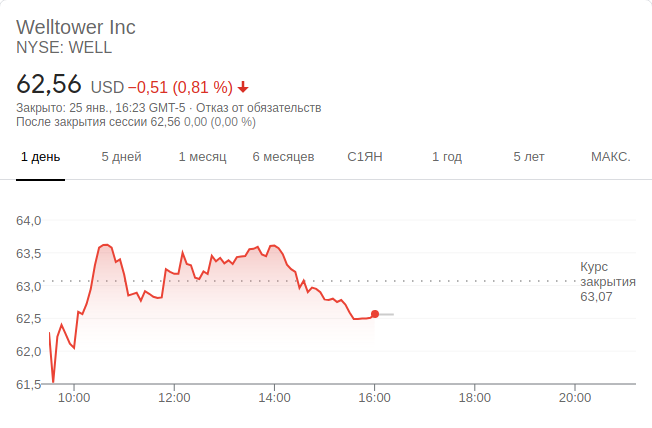 Welltower Inc
NYSE: WELL
62,56 USD −0,51 (0,81 %)
Закрыто: 25 янв., 16:23 GMT-5 · Отказ от обязательств
После закрытия сессии 62,56 0,00 (0,00 %)
1 день 5 дней 1 месяц 6 месяцев С1ЯН 1 год 5 лет МАКС.
64,0
63,5
Курс
закрытия
63,07
63,0
62,5
62,0
61,5
10:00 12:00 14:00 16:00 18:00 20:00